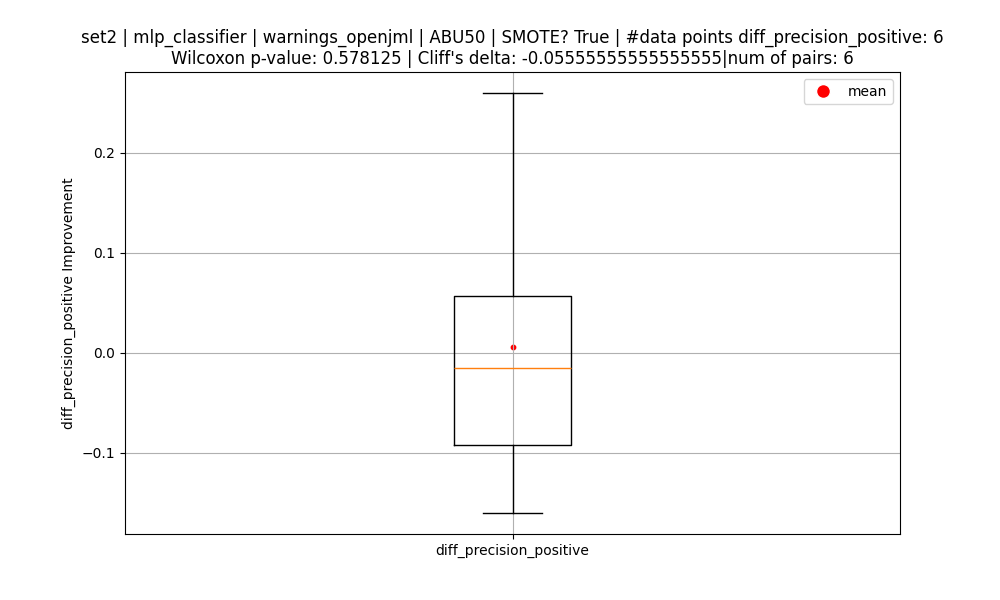 set2 | mlp_classifier | warnings_openjml | ABU50 | SMOTE? True | #data points diff_precision_positive: 6
Wilcoxon p-value: 0.578125 | Cliff's delta: -0.05555555555555555|num of pairs: 6
mean
0.2
0.1
0.0
−0.1
diff_precision_positive Improvement
diff_precision_positive